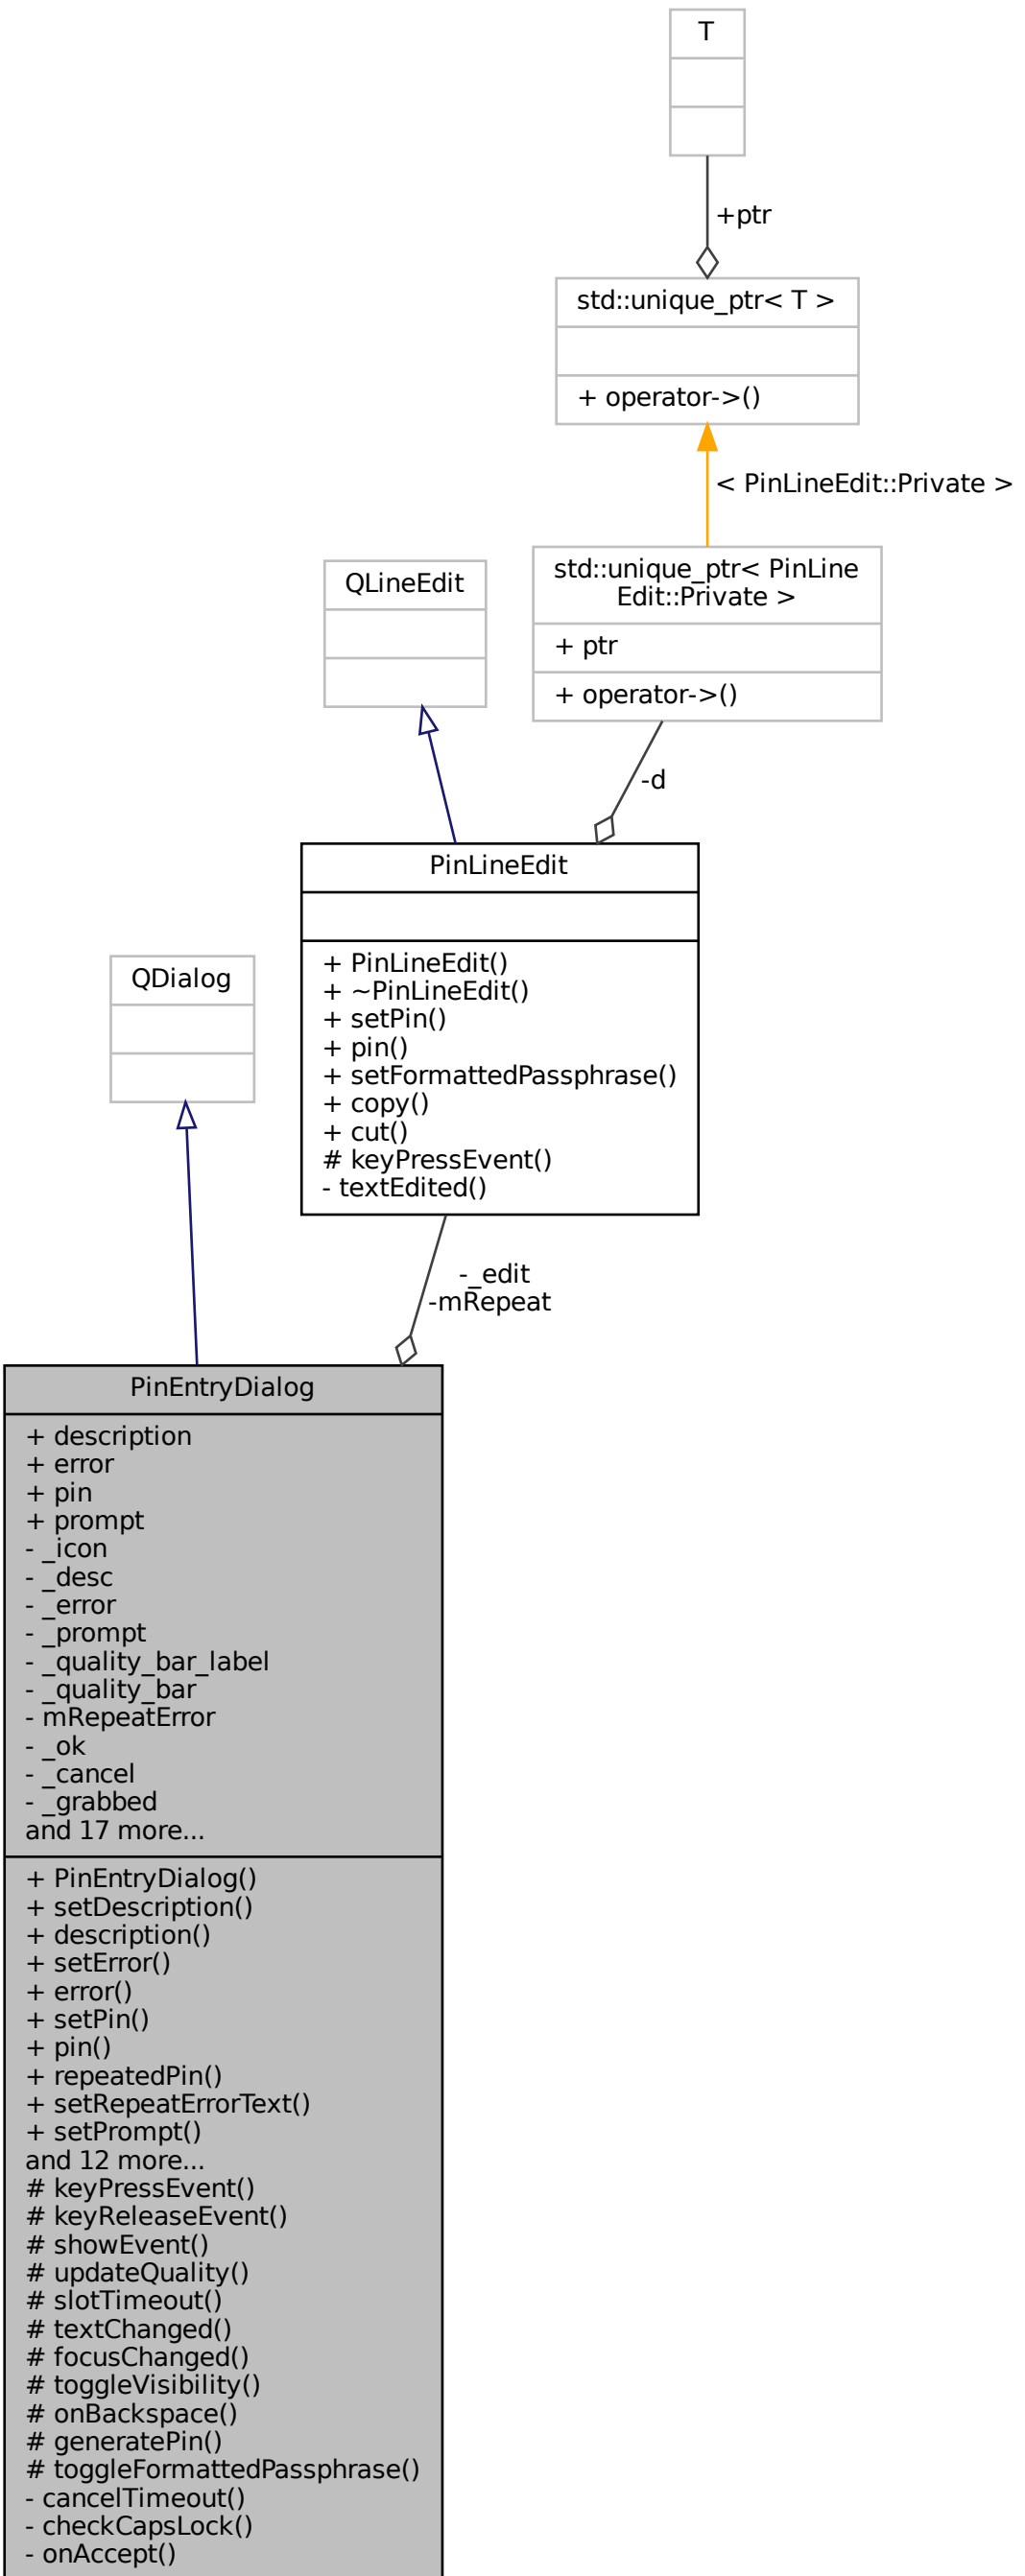 T
+ptr
std::unique_ptr< T >
+ operator->()
< PinLineEdit::Private >
std::unique_ptr< PinLine
Edit::Private >
+ ptr
+ operator->()
QLineEdit
-d
PinLineEdit
+ PinLineEdit()
+ ~PinLineEdit()
+ setPin()
+ pin()
+ setFormattedPassphrase()
+ copy()
+ cut()
# keyPressEvent()
- textEdited()
QDialog
-_edit
-mRepeat
PinEntryDialog
+ description
+ error
+ pin
+ prompt
- _icon
- _desc
- _error
- _prompt
- _quality_bar_label
- _quality_bar
- mRepeatError
- _ok
- _cancel
- _grabbed
and 17 more...
+ PinEntryDialog()
+ setDescription()
+ description()
+ setError()
+ error()
+ setPin()
+ pin()
+ repeatedPin()
+ setRepeatErrorText()
+ setPrompt()
and 12 more...
# keyPressEvent()
# keyReleaseEvent()
# showEvent()
# updateQuality()
# slotTimeout()
# textChanged()
# focusChanged()
# toggleVisibility()
# onBackspace()
# generatePin()
# toggleFormattedPassphrase()
- cancelTimeout()
- checkCapsLock()
- onAccept()